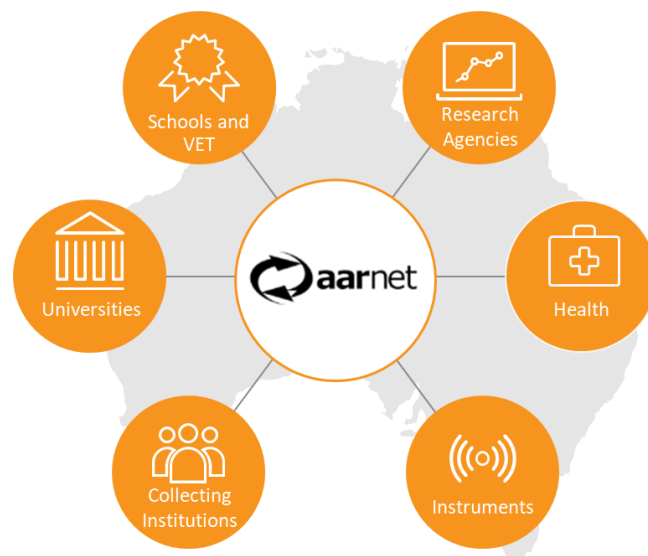 Schools and
VET
Research
Agencies
Universities
aarnet
Health
Collecting
Institutions
Instruments